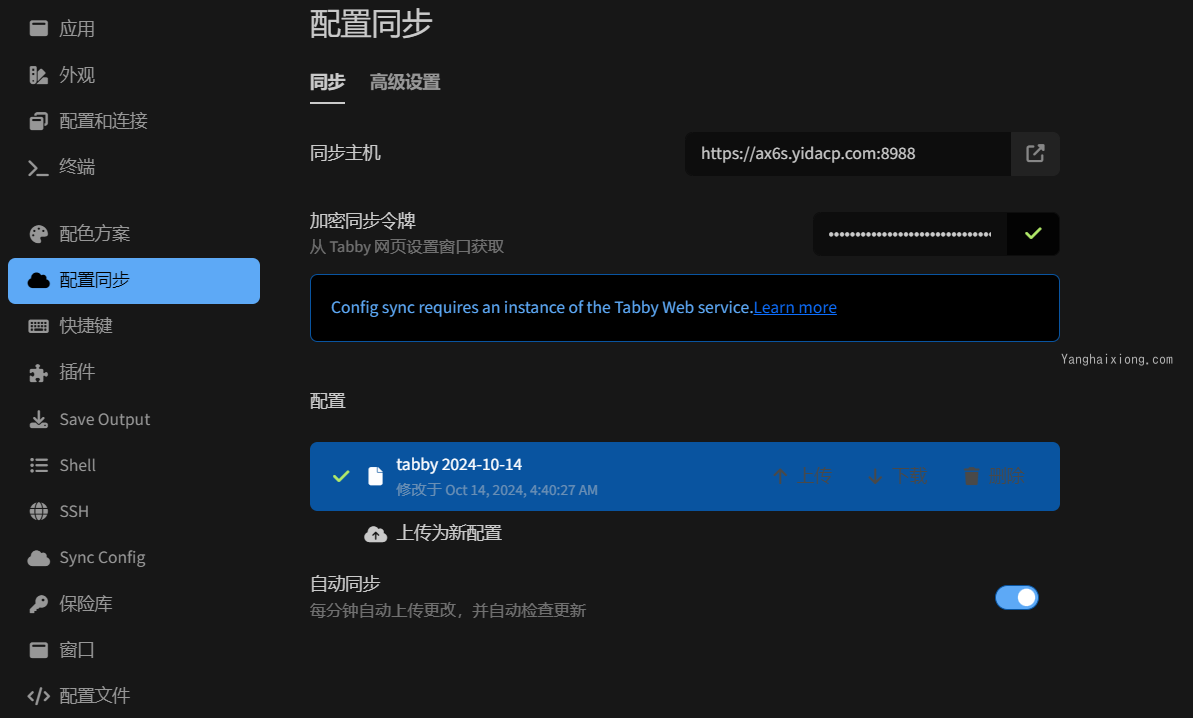 应用
外观
配置和连接
终端
配色方案
配置同步
快捷键
插件
Save Output
Shell
SSH
Sync Config
保险库
窗口
配置文件
配置同步
同步 高级设置
同步主机 https://ax6s.yidacp.com:8988
加密同步令牌
从 Tabby 网页设置窗口获取
Config sync requires an instance of the Tabby Web service.Learn more
Yanghaixiong.com
配置
tabby 2024-10-14
修改于 Oct 14, 2024, 4:40:27 AM
上传 下载 删除
上传为新配置
自动同步
每分钟自动上传更改，并自动检查更新